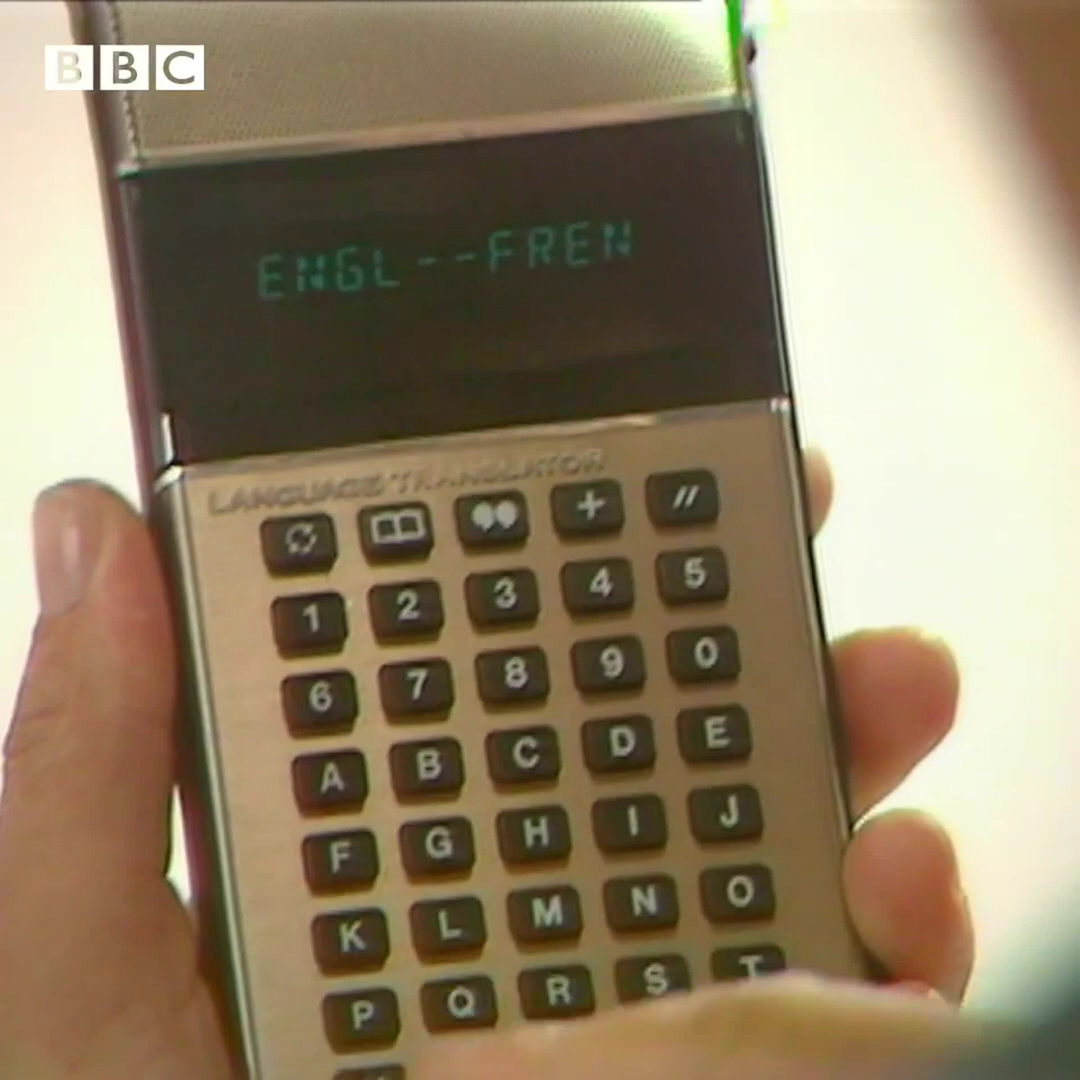 BBC
ENGL--FREN
LANGUAGE TRANSLATOR
+ //
1 2 3 4 5
6 7 8 9 0
A B C D E
F G H I J
K L M N O
P Q R S T